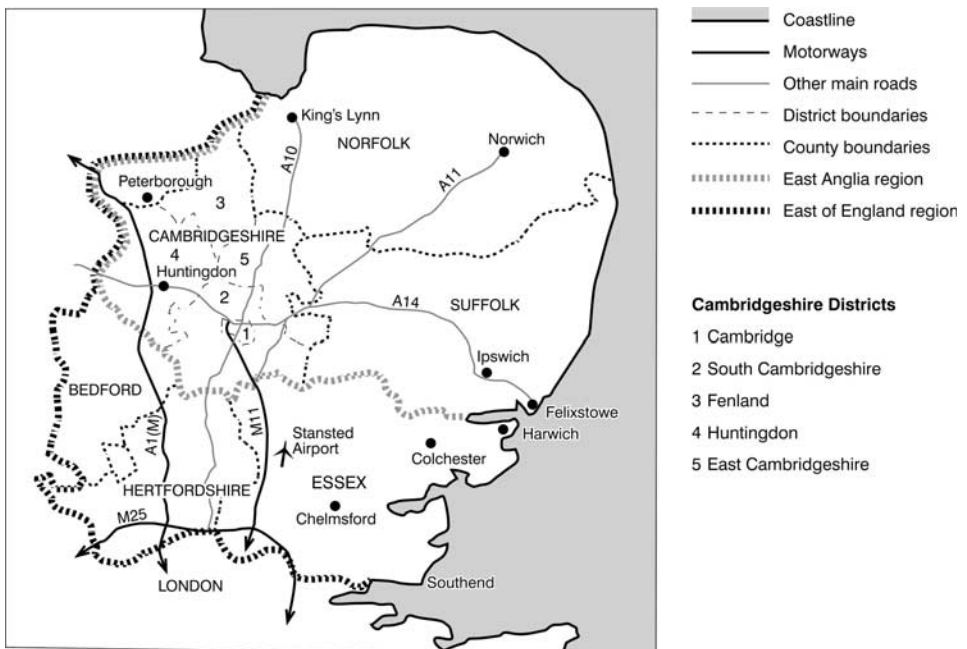 King's Lynn
NORFOLK
Norwich
A10
A11
Peterborough
3
CAMBRIDGESHIRE
4
5
Huntingdon
2
A14
SUFFOLK
1
Ipswich
BEDFORD
Felixstowe
A1(M)
M11
Harwich
Stansted
Airport
Colchester
HERTFORDSHIRE
ESSEX
Chelmsford
M25
LONDON
Southend
Coastline
Motorways
Other main roads
District boundaries
County boundaries
East Anglia region
East of England region
Cambridgeshire Districts
1 Cambridge
2 South Cambridgeshire
3 Fenland
4 Huntingdon
5 East Cambridgeshire